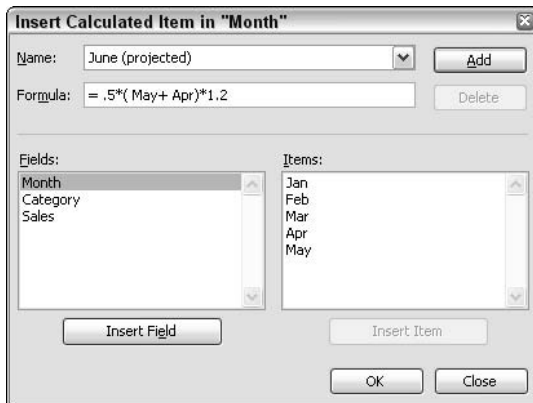 Insert Calculated Item in "Month"
Name: June (projected) Add
Formula: = .5*( May+ Apr)*1.2 Delete
Fields:
Month
Category
Sales
Insert Field
Items:
Jan
Feb
Mar
Apr
May
Insert Item
OK Close